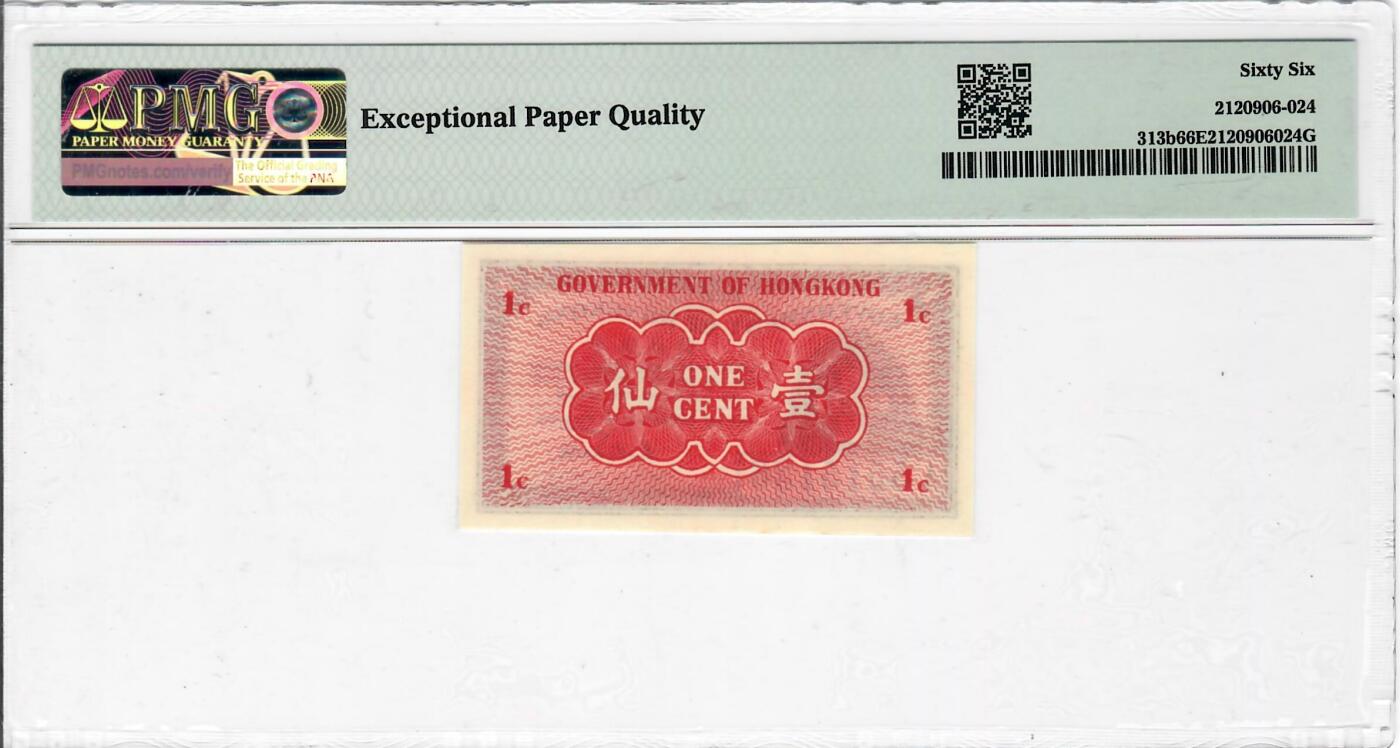 PMG
PAPER MONEY GUARANTY
PMGnotes.com/verify
The Official Grading
Service of the PNA
Exceptional Paper Quality
Sixty Six
2120906-024
313b66E2120906024G
GOVERNMENT OF HONGKONG
1c
1c
仙
ONE
CENT
壹
1c
1c